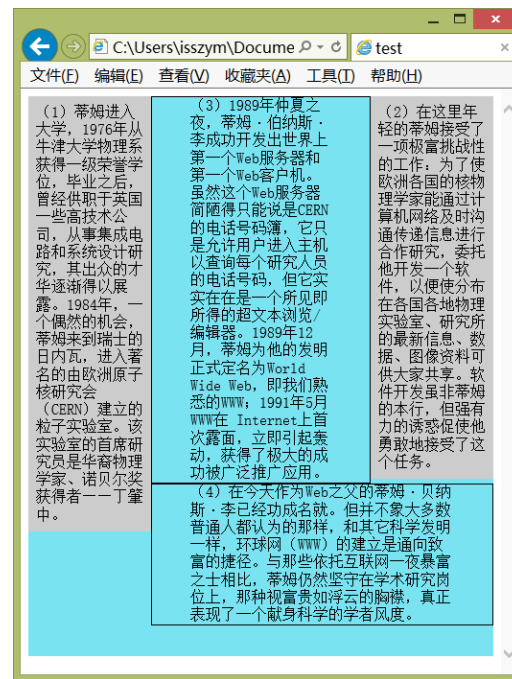 C:\Users\isszym\Docume
test
文件(F) 编辑(E) 查看(V) 收藏夹(A) 工具(T) 帮助(H)
(1) 蒂姆进入
大学，1976年从
牛津大学物理系
获得一级荣誉学
位，毕业之后，
曾经供职于英国
一些高技术公
司，从事集成电
路和系统设计研
究，其出众的才
华逐渐得以展
露。1984年，一
个偶然的机会，
蒂姆来到瑞士的
日内瓦，进入著
名的由欧洲原子
核研究会
（CERN）建立的
粒子实验室。该
实验室的首席研
究员是华裔物理
学家、诺贝尔奖
获得者——丁肇
中。
(3) 1989年仲夏之
夜，蒂姆·伯纳斯·
李成功开发出世界上
第一个Web服务器和
第一个Web客户机。
虽然这个Web服务器
简陋得只能说是CERN
的电话号码簿，它只
是允许用户进入主机
以查询每个研究人员
的电话号码，但它实
实在在是一个所见即
所得的超文本浏览/
编辑器。1989年12
月，蒂姆为他的发明
正式定名为World
Wide Web，即我们熟
悉的WWW；1991年5月
WWW在 Internet上首
次露面，立即引起轰
动，获得了极大的成
功被广泛推广应用。
(2) 在这里年
轻的蒂姆接受了
一项极富挑战性
的工作：为了使
欧洲各国的核物
理学家能通过计
算机网络及时沟
通传递信息进行
合作研究，委托
他开发一个软
件，以便使分布
在各国各地物理
实验室、研究所
的最新信息、数
据、图像资料可
供大家共享。软
件开发虽非蒂姆
的本行，但强有
力的诱惑促使他
勇敢地接受了这
个任务。
(4) 在今天作为Web之父的蒂姆·贝纳
斯·李已经功成名就。但并不象大多数
普通人都认为的那样，和其它科学发明
一样，环球网（WWW）的建立是通向致
富的捷径。与那些依托互联网一夜暴富
之士相比，蒂姆仍然坚守在学术研究岗
位上，那种视富贵如浮云的胸襟，真正
表现了一个献身科学的学者风度。